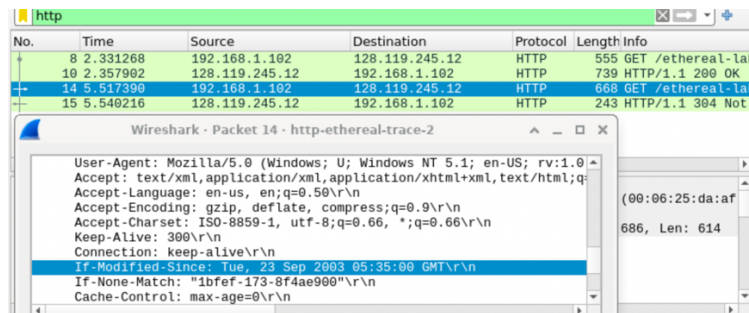 http
No. Time Source Destination Protocol Length Info
8 2.331268 192.168.1.102 128.119.245.12 HTTP 555 GET /ethereal-la
10 2.357902 128.119.245.12 192.168.1.102 HTTP 739 HTTP/1.1 200 OK
14 5.517390 192.168.1.102 128.119.245.12 HTTP 668 GET /ethereal-la
15 5.540216 128.119.245.12 192.168.1.102 HTTP 243 HTTP/1.1 304 Not
Wireshark · Packet 14 · http-ethereal-trace-2
User-Agent: Mozilla/5.0 (Windows; U; Windows NT 5.1; en-US; rv:1.0
Accept: text/xml,application/xml,application/xhtml+xml,text/html;q=
Accept-Language: en-us, en;q=0.50\r\n
Accept-Encoding: gzip, deflate, compress;q=0.9\r\n
Accept-Charset: ISO-8859-1, utf-8;q=0.66, *;q=0.66\r\n
Keep-Alive: 300\r\n
Connection: keep-alive\r\n
If-Modified-Since: Tue, 23 Sep 2003 05:35:00 GMT\r\n
If-None-Match: "1bfef-173-8f4ae900"\r\n
Cache-Control: max-age=0\r\n
(00:06:25:da:af
686, Len: 614